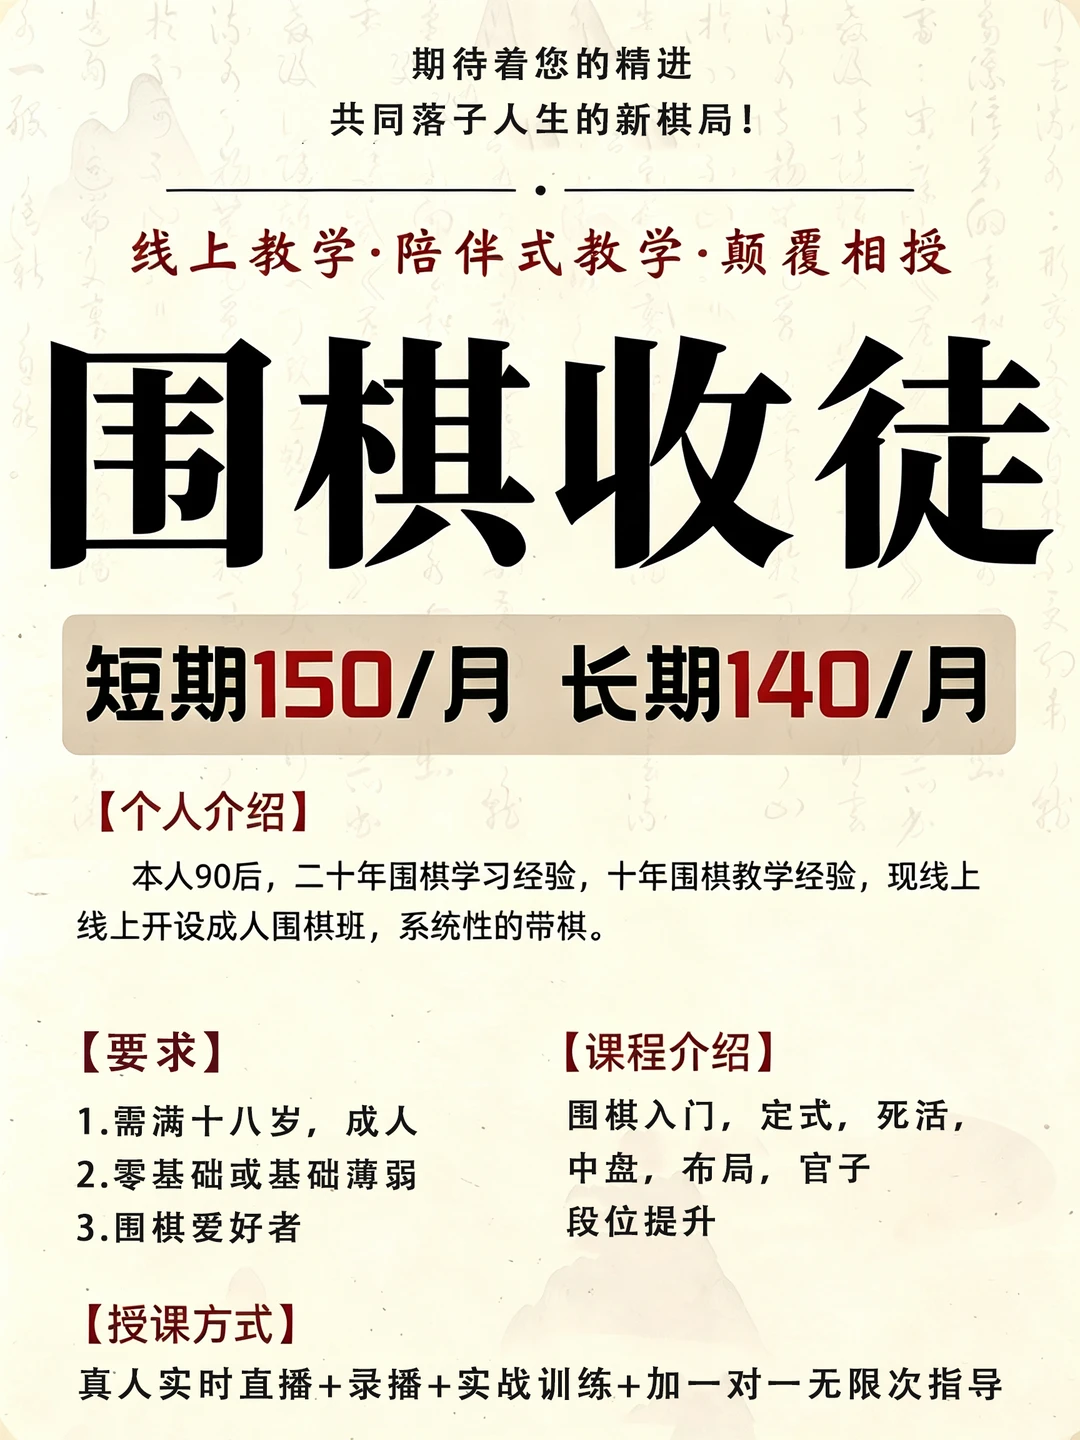 期待着您的精进
共同落子人生的新棋局！
线上教学·陪伴式教学·颠覆相授
围棋收徒
短期150/月 长期140/月
【个人介绍】
本人90后，二十年围棋学习经验，十年围棋教学经验，现线上
线上开设成人围棋班，系统性的带棋。
【要求】
1.需满十八岁，成人
2.零基础或基础薄弱
3.围棋爱好者
【课程介绍】
围棋入门，定式，死活，
中盘，布局，官子
段位提升
【授课方式】
真人实时直播+录播+实战训练+加一对一无限次指导